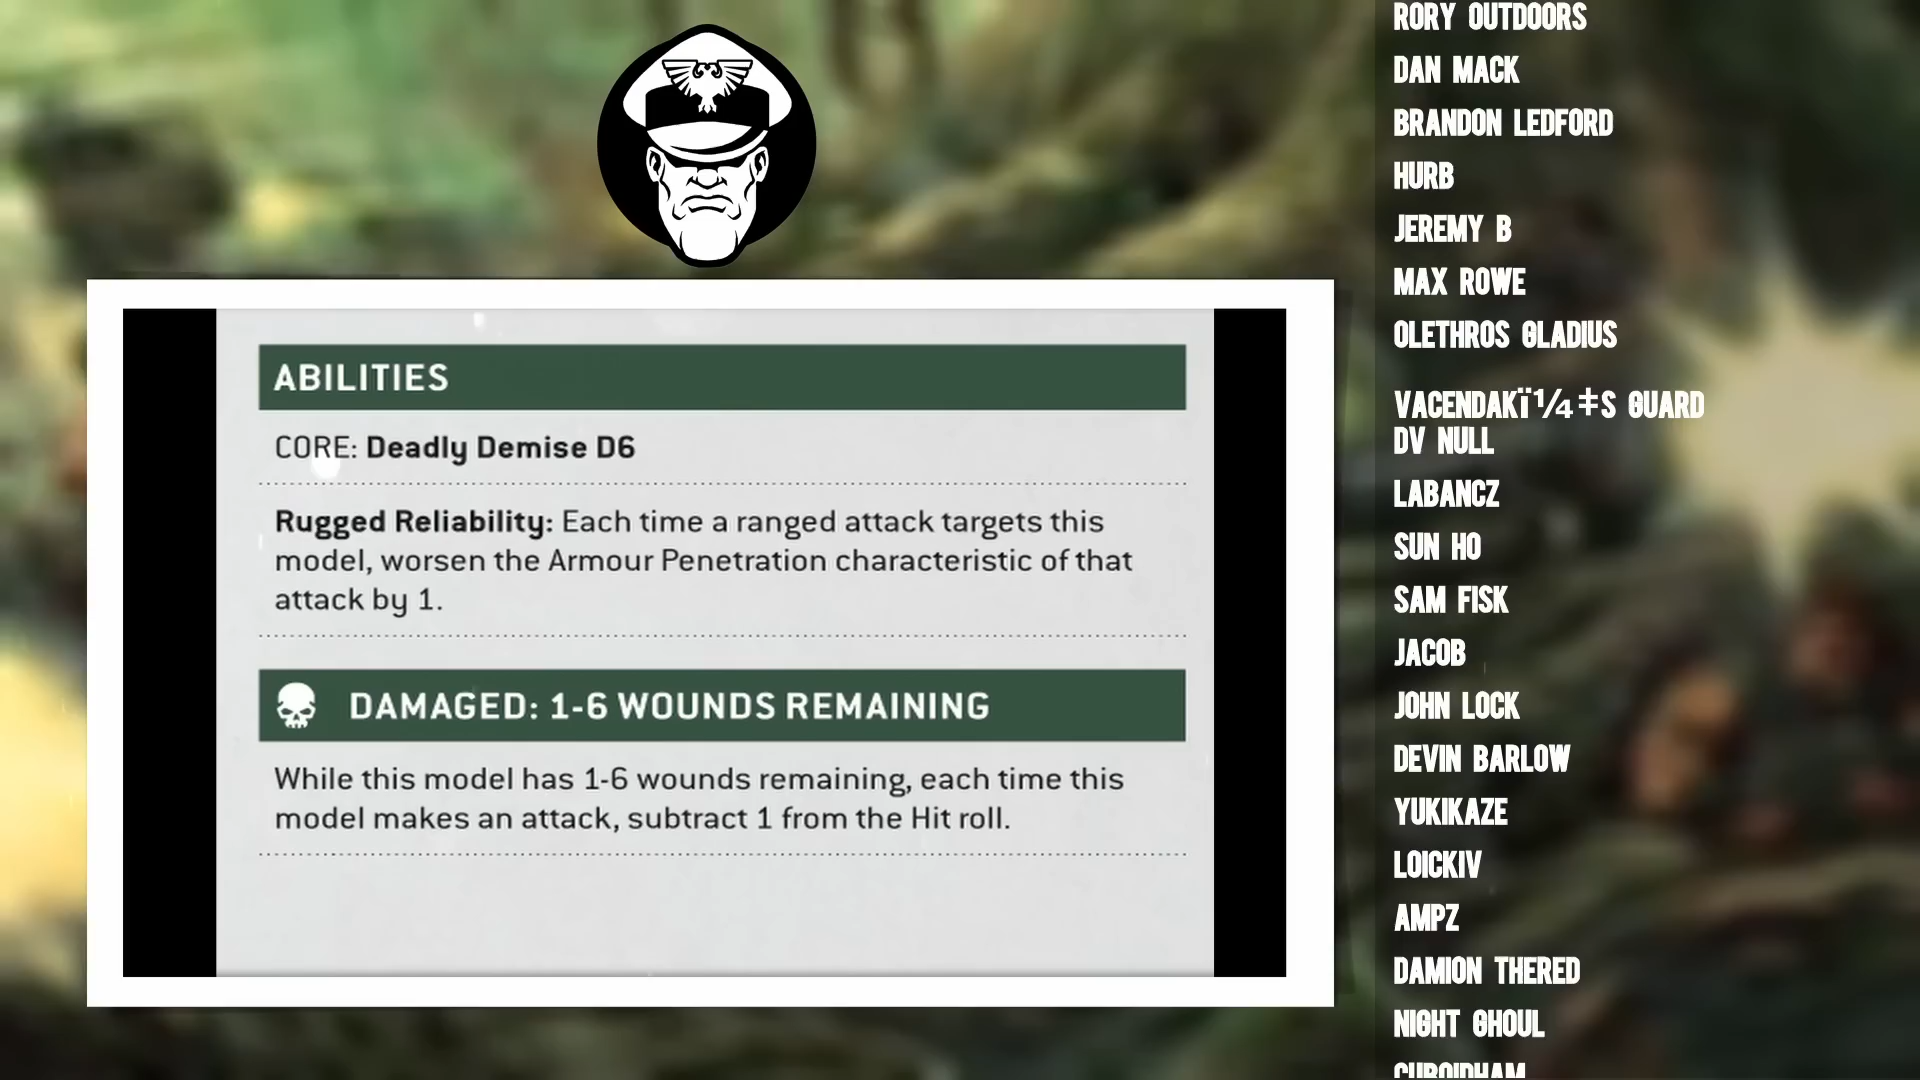 ABILITIES
CORE: Deadly Demise D6
Rugged Reliability: Each time a ranged attack targets this
model, worsen the Armour Penetration characteristic of that
attack by 1.
DAMAGED: 1-6 WOUNDS REMAINING
While this model has 1-6 wounds remaining, each time this
model makes an attack, subtract 1 from the Hit roll.
RORY OUTDOORS
DAN MACK
BRANDON LEDFORD
HURB
JEREMY B
MAX ROWE
OLETHROS GLADIUS
VACENDAKï¼‡S GUARD
DV NULL
LABANCZ
SUN HO
SAM FISK
JACOB
JOHN LOCK
DEVIN BARLOW
YUKIKAZE
LOICKIV
AMPZ
DAMION THERED
NIGHT GHOUL